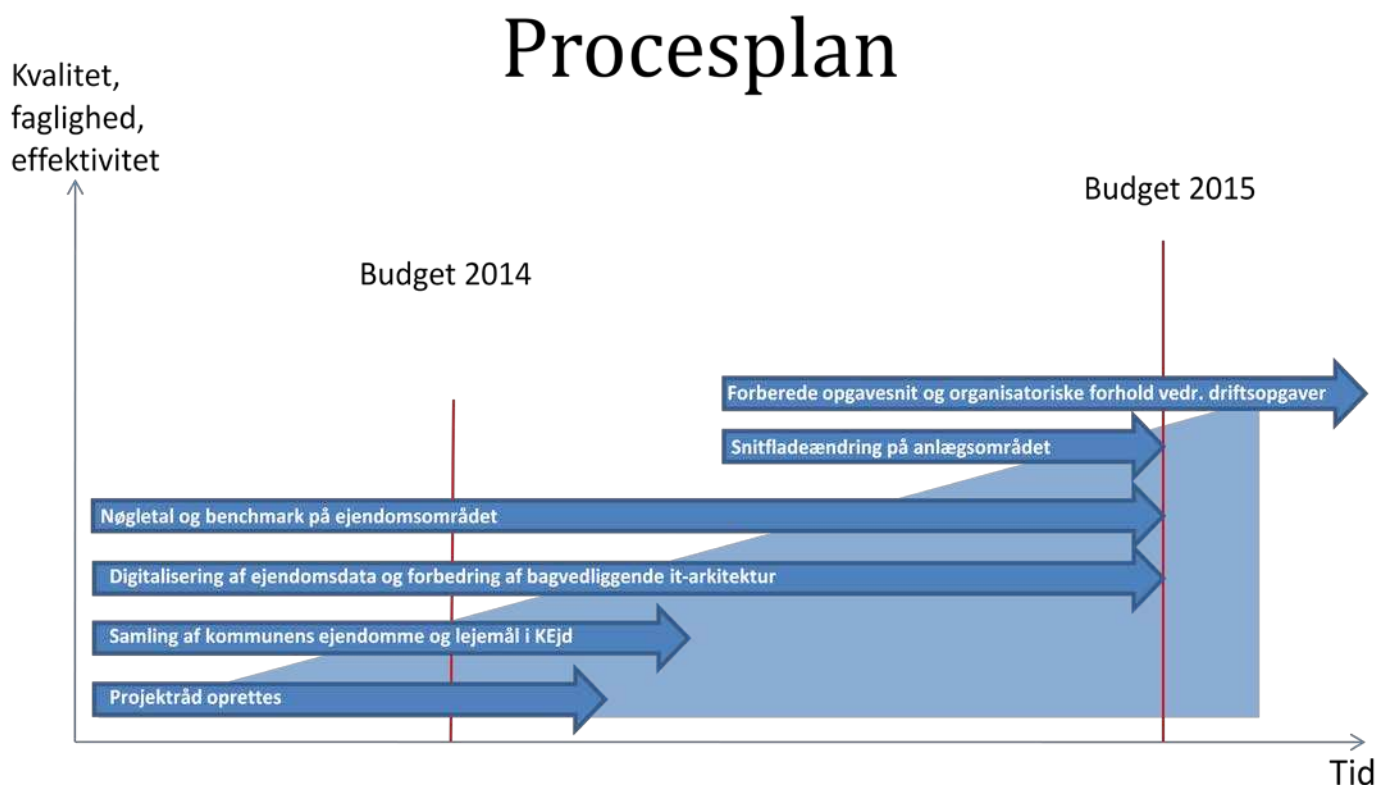 Procesplan
Kvalitet,
faglighed,
effektivitet
Budget 2015
Budget 2014
Forberede opgavesnit og organisatoriske forhold vedr. driftsopgaver
Snitfladeændring på anlægsområdet
Nøgletal og benchmark på ejendomsområdet
Digitalisering af ejendomsdata og forbedring af bagvedliggende it-arkitektur
Samling af kommunens ejendomme og lejemål i KEjd
Projektråd oprettes
Tid